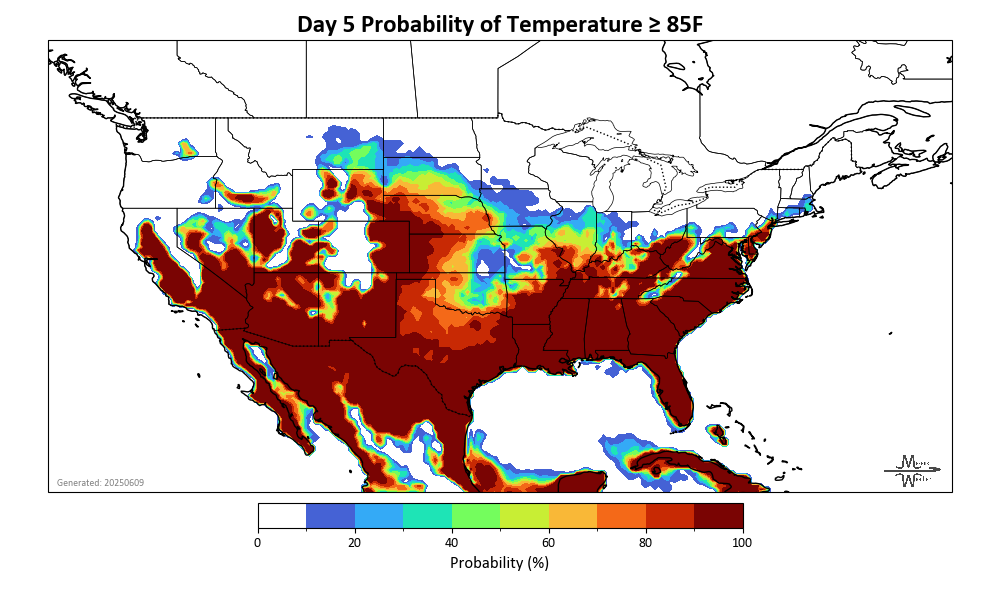 Day 5 Probability of Temperature ≥ 85F
Generated: 20250609
0 20 40 60 80 100
Probability (%)